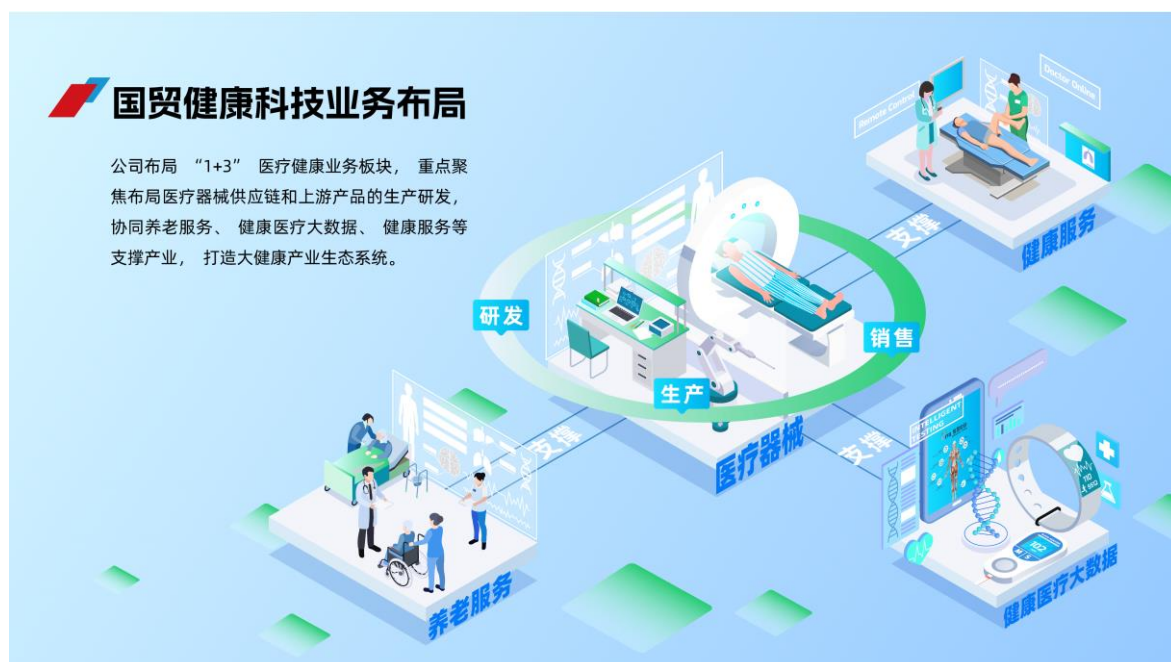 国贸健康科技业务布局
公司布局 “1+3” 医疗健康业务板块， 重点聚
焦布局医疗器械供应链和上游产品的生产研发，
协同养老服务、 健康医疗大数据、 健康服务等
支撑产业， 打造大健康产业生态系统。
Remote Control
Doctor Online
支撑
健康服务
研发
销售
生产
支撑
医疗器械
支撑
INTELLIGENT
TESTING
养老服务
健康医疗大数据